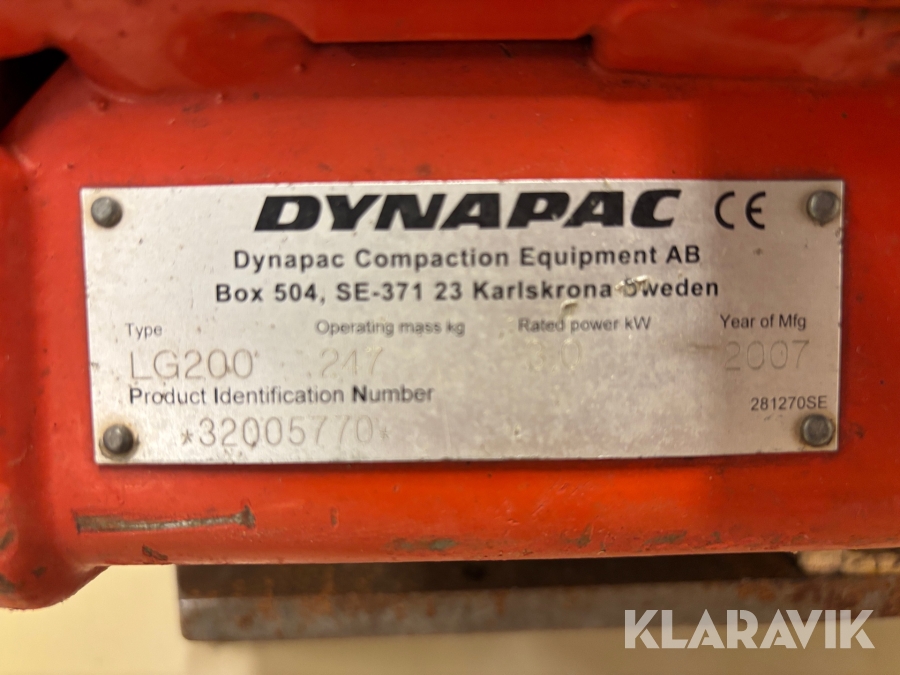 DYNAPAC CE
Dynapac Compaction Equipment AB
Box 504, SE-371 23 Karlskrona Sweden
Type Operating mass kg Rated power kW Year of Mfg
LG200 247 2007
Product Identification Number
281270SE
*32005770*
KLARAVIK